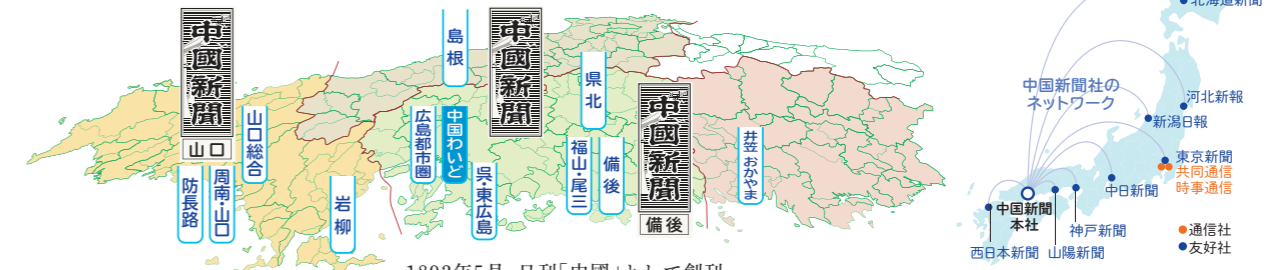 中國新聞
山口
防長路
周南・山口
山口総合
岩柳
島根
広島都市圏
中国わいど
呉・東広島
中國新聞
県北
福山・尾三
備後
中國新聞
備後
井笠 おかやま
中国新聞社の
ネットワーク
北海道新聞
河北新報
新潟日報
東京新聞
共同通信
時事通信
中日新聞
中国新聞
本社
神戸新聞
西日本新聞
山陽新聞
通信社
友好社